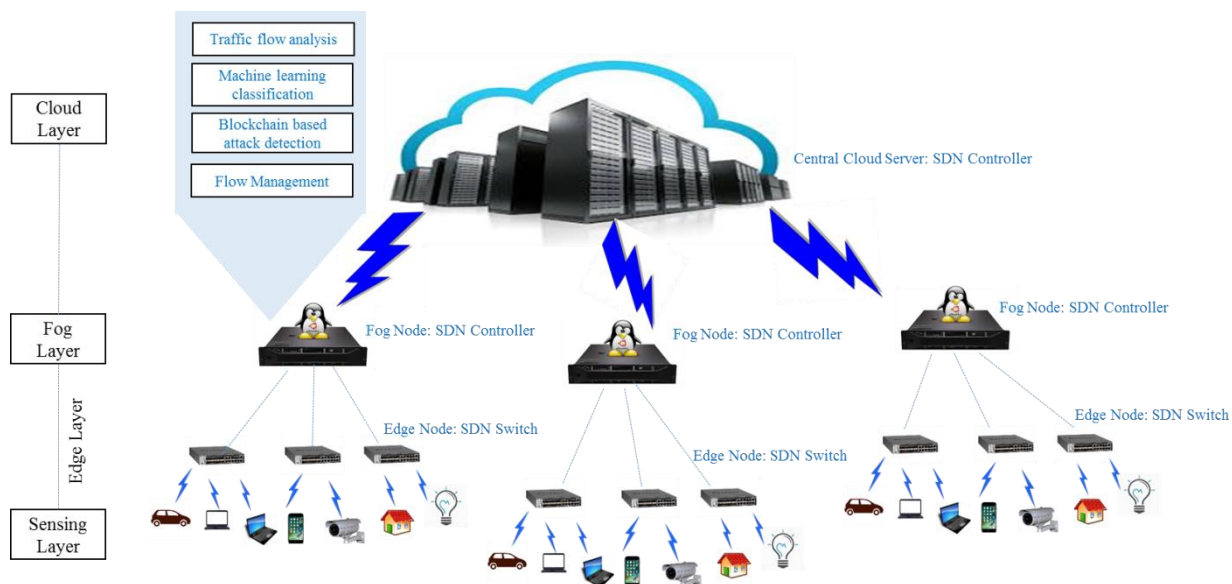 Traffic flow analysis
Machine learning
classification
Blockchain based
attack detection
Flow Management
Cloud
Layer
Central Cloud Server: SDN Controller
Fog
Layer
Fog Node: SDN Controller
Fog Node: SDN Controller
Fog Node: SDN Controller
Edge Layer
Edge Node: SDN Switch
Edge Node: SDN Switch
Edge Node: SDN Switch
Sensing
Layer